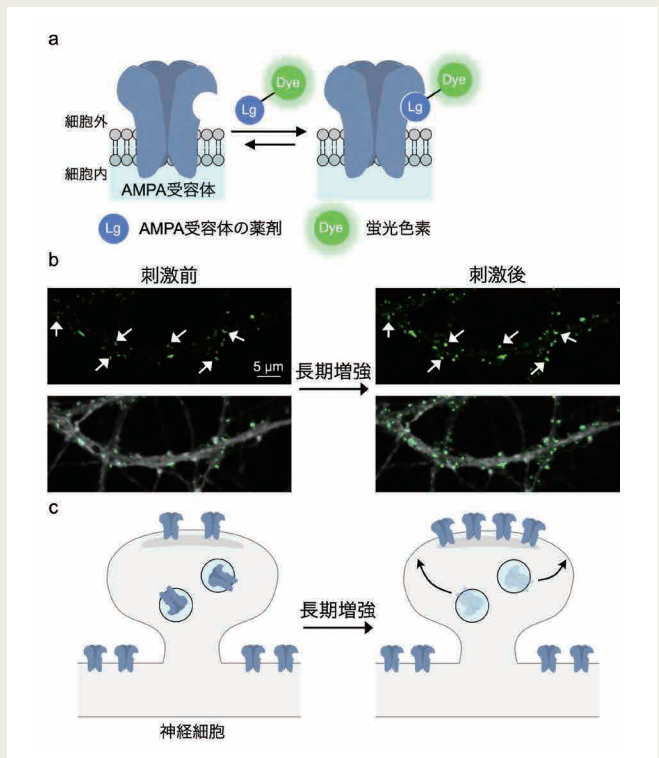 a
Dye
Lg
Dye
Lg
細胞外
細胞内
AMPA受容体
Lg AMPA受容体の薬剤 Dye 蛍光色素
b
刺激前
刺激後
5 μm
長期増強
c
長期増強
神経細胞